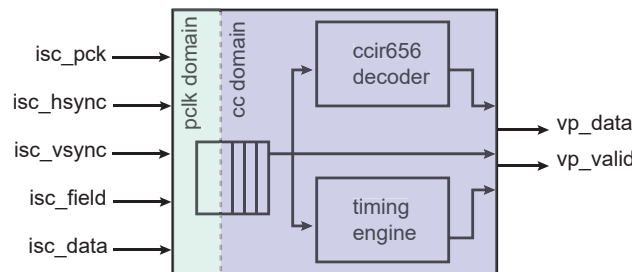 isc_pck
isc_hsync
isc_vsync
isc_field
isc_data
pclk domain
cc domain
ccir656
decoder
timing
engine
vp_data
vp_valid